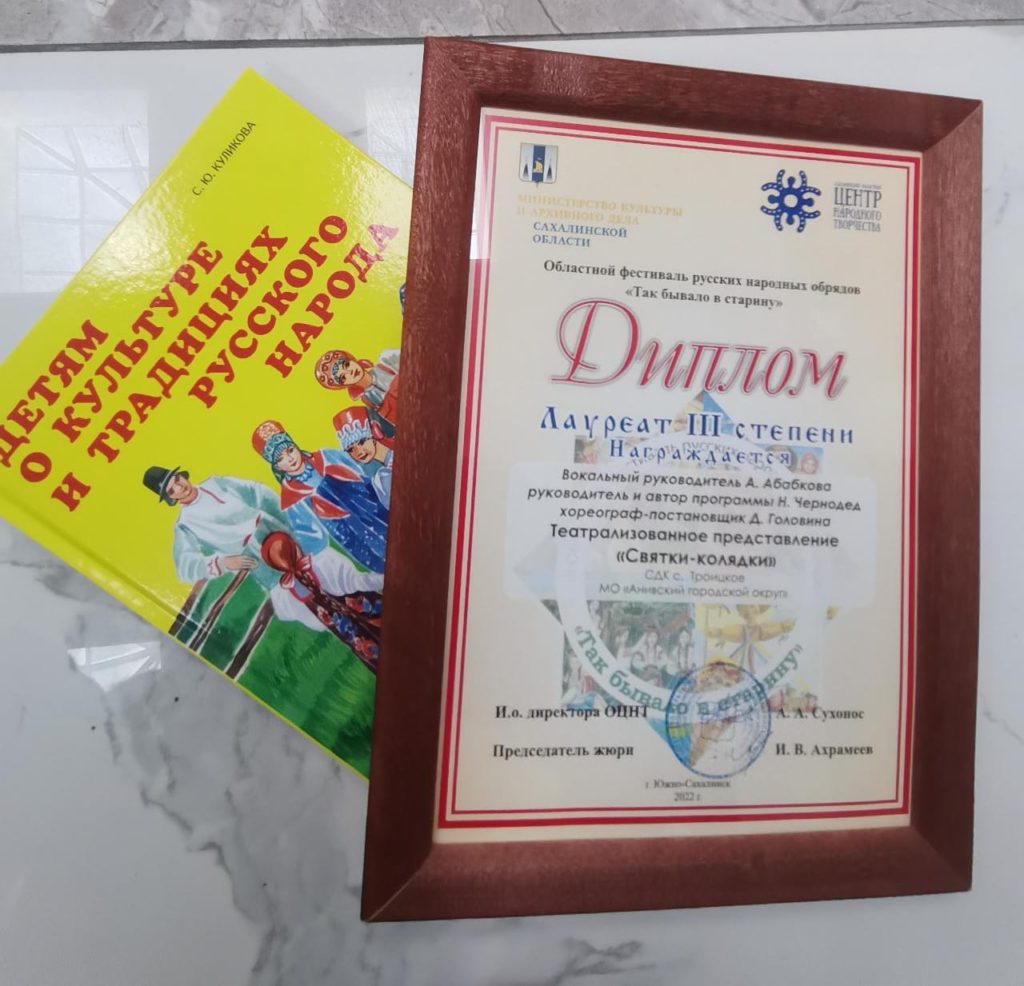 С. Ю. КУЛИКОВА
ДЕТЯМ
О КУЛЬТУРЕ
И ТРАДИЦИЯХ
РУССКОГО
НАРОДА
МИНИСТЕРСТВО КУЛЬТУРЫ
И АРХИВНОГО ДЕЛА
САХАЛИНСКОЙ
ОБЛАСТИ
ЦЕНТР
НАРОДНОГО
ТВОРЧЕСТВА
Областной фестиваль русских народных обрядов
«Так бывало в старину»
Диплом
Лауреат III степени
Награждается
Вокальный руководитель А. Абабкова
руководитель и автор программы Н. Чернодед
хореограф-постановщик Д. Головина
Театрализованное представление
«Святки-колядки»
СДК с. Троицкое
МО «Анивский городской округ»
«Так бывало в старину»
И.о. директора ОЦНТ А. А. Сухонос
Председатель жюри И. В. Ахрамеев
г. Южно-Сахалинск
2022 г.